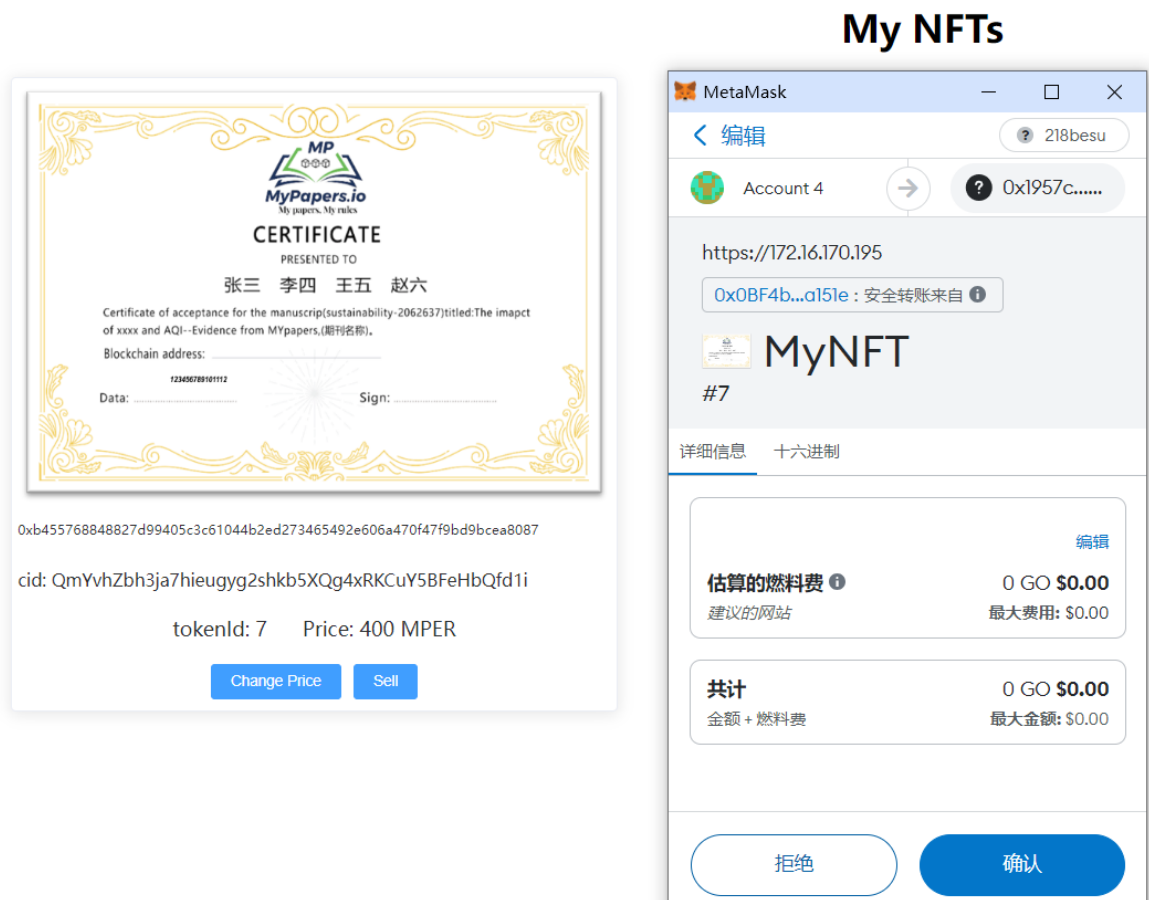 My NFTs
MP
MyPapers.io
My papers. My rules
CERTIFICATE
PRESENTED TO
张三 李四 王五 赵六
Certificate of acceptance for the manuscrip(sustainability-2062637)titled:The imapct
of xxxx and AQI--Evidence from MYpapers,(期刊名称)。
Blockchain address:
123456789101112
Data: Sign:
0xb455768848827d99405c3c61044b2ed273465492e606a470f47f9bd9bcea8087
cid: QmYvhZbh3ja7hieugyg2shkb5XQg4xRKCuY5BFeHbQfd1i
tokenId: 7 Price: 400 MPER
Change Price Sell
MetaMask
编辑 218besu
Account 4 0x1957c......
https://172.16.170.195
0x0BF4b...a151e : 安全转账来自
MyNFT
#7
详细信息 十六进制
编辑
估算的燃料费 0 GO $0.00
建议的网站 最大费用: $0.00
共计 0 GO $0.00
金额 + 燃料费 最大金额: $0.00
拒绝 确认